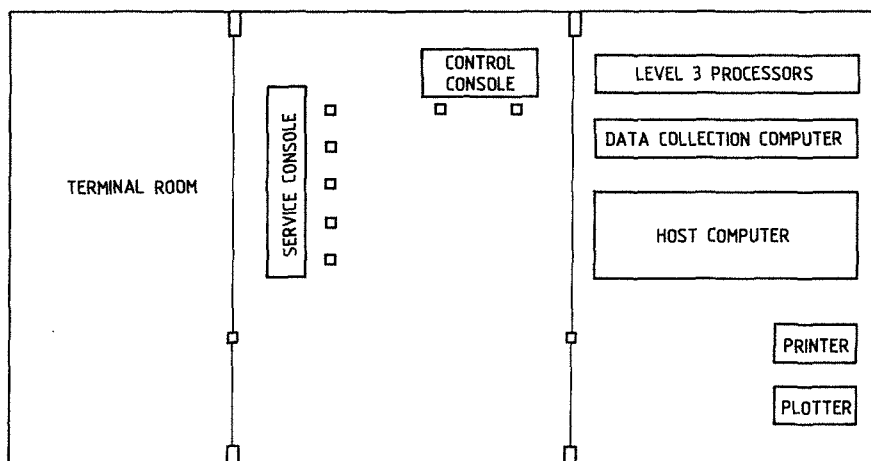 CONTROL
CONSOLE
LEVEL 3 PROCESSORS
DATA COLLECTION COMPUTER
TERMINAL ROOM
SERVICE CONSOLE
HOST COMPUTER
PRINTER
PLOTTER